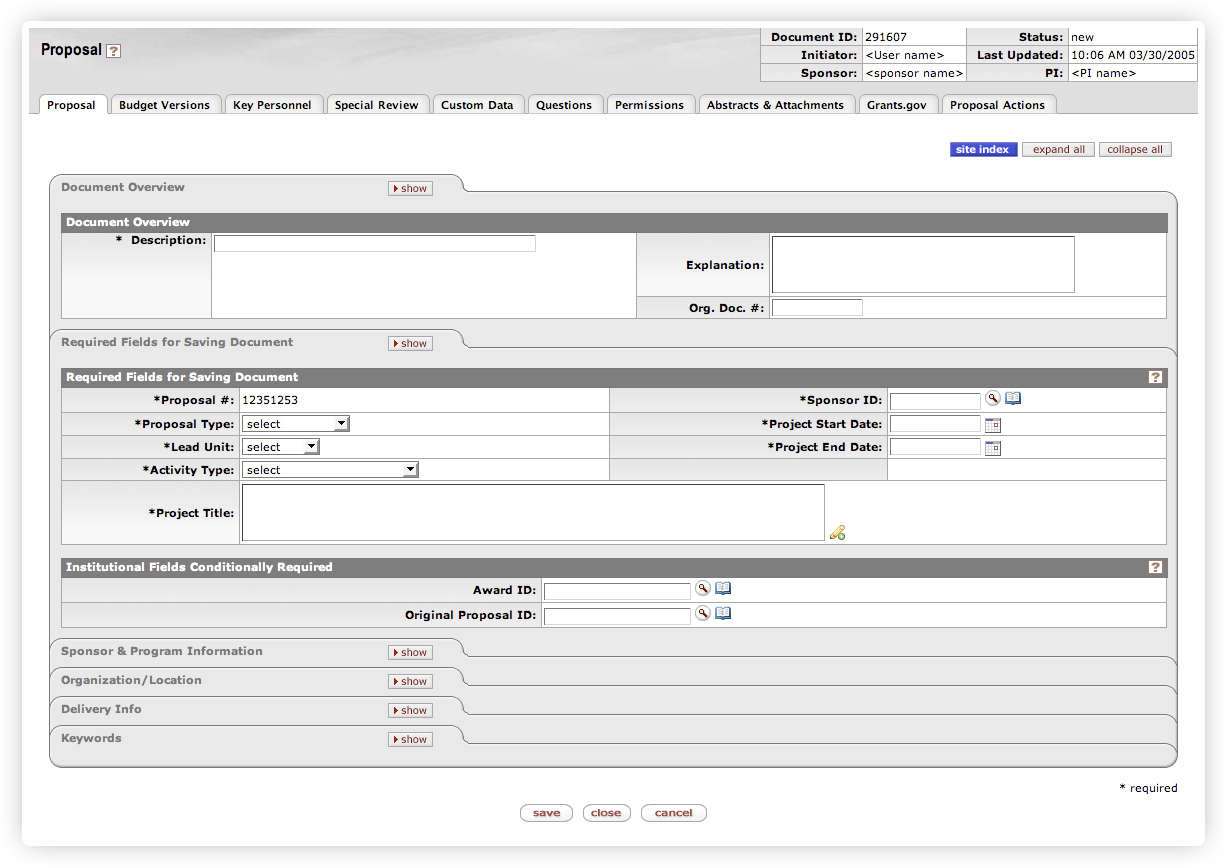 Proposal ?
Document ID: 291607 Status: new
Initiator: <User name> Last Updated: 10:06 AM 03/30/2005
Sponsor: <sponsor name> PI: <PI name>
Proposal Budget Versions Key Personnel Special Review Custom Data Questions Permissions Abstracts & Attachments Grants.gov Proposal Actions
site index expand all collapse all
Document Overview show
Document Overview
* Description:
Explanation:
Org. Doc. #:
Required Fields for Saving Document show
Required Fields for Saving Document ?
*Proposal #: 12351253 *Sponsor ID:
*Proposal Type: select *Project Start Date:
*Lead Unit: select *Project End Date:
*Activity Type: select
*Project Title:
Institutional Fields Conditionally Required ?
Award ID:
Original Proposal ID:
Sponsor & Program Information show
Organization/Location show
Delivery Info show
Keywords show
* required
save close cancel